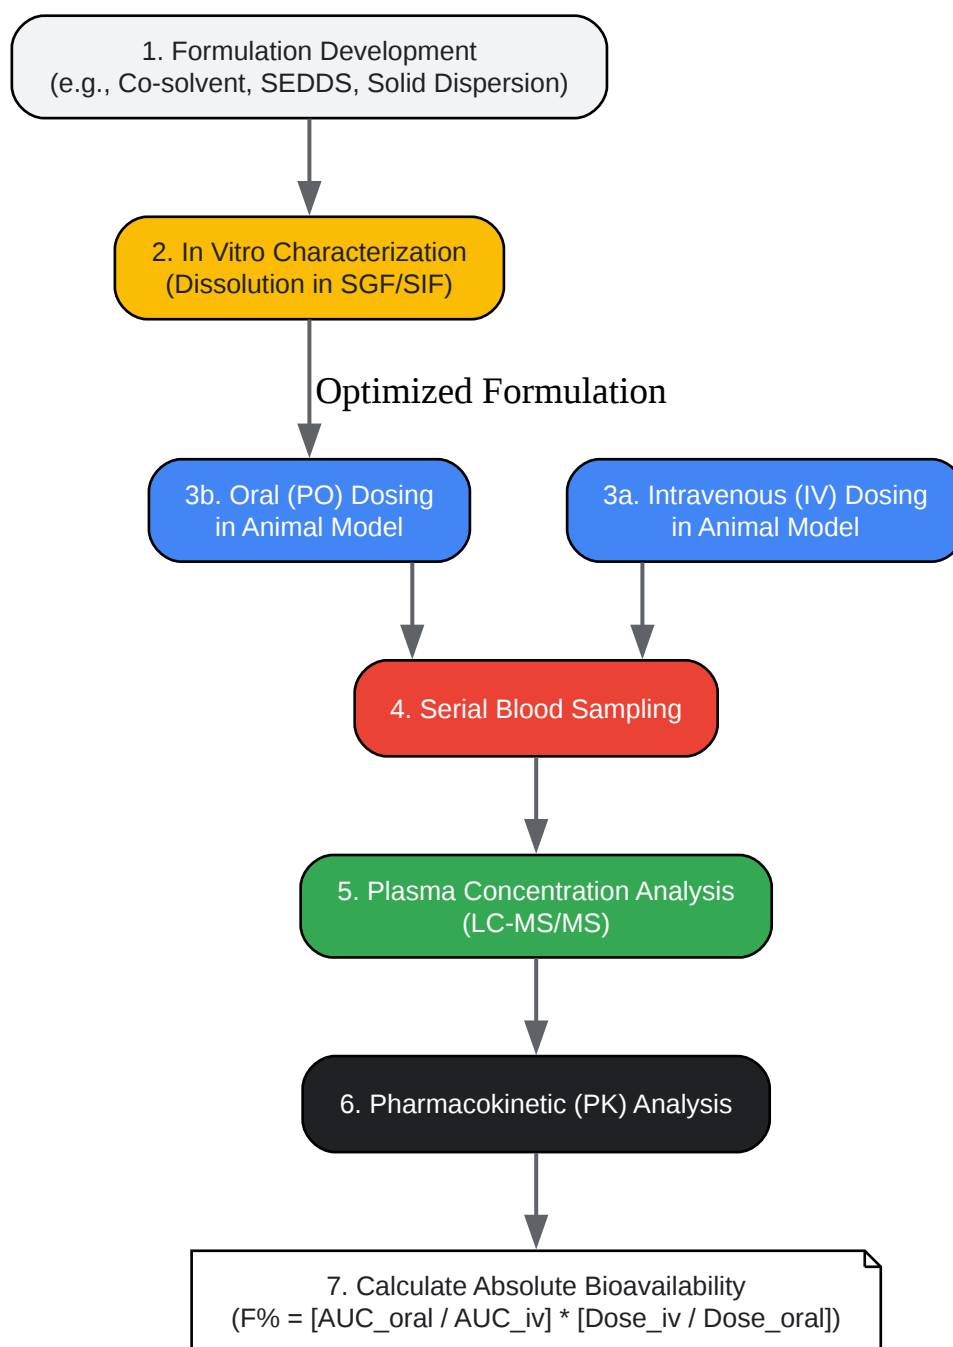 1. Formulation Development
(e.g., Co-solvent, SEDDS, Solid Dispersion)
2. In Vitro Characterization
(Dissolution in SGF/SIF)
Optimized Formulation
3b. Oral (PO) Dosing
in Animal Model
3a. Intravenous (IV) Dosing
in Animal Model
4. Serial Blood Sampling
5. Plasma Concentration Analysis
(LC-MS/MS)
6. Pharmacokinetic (PK) Analysis
7. Calculate Absolute Bioavailability
(F% = [AUC_oral / AUC_iv] * [Dose_iv / Dose_oral])